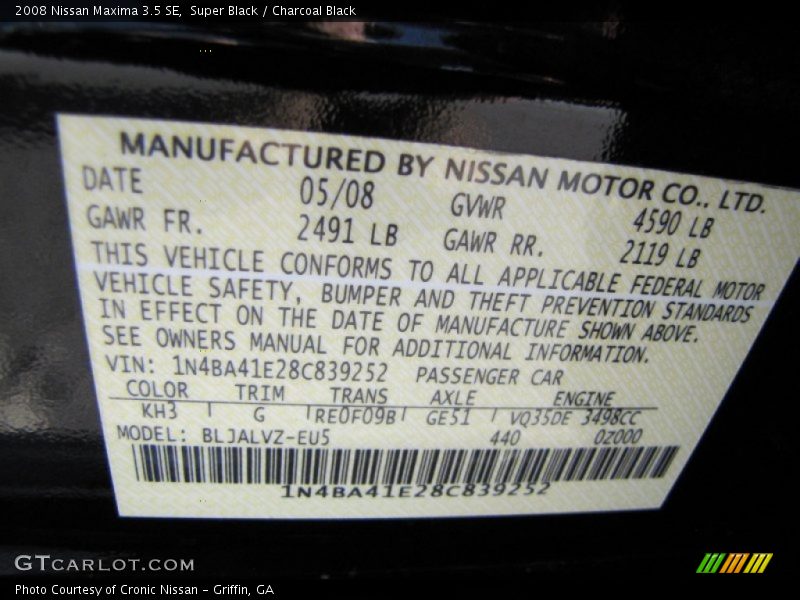 2008 Nissan Maxima 3.5 SE, Super Black / Charcoal Black
MANUFACTURED BY NISSAN MOTOR CO., LTD.
DATE 05/08 GVWR 4590 LB
GAWR FR. 2491 LB GAWR RR. 2119 LB
THIS VEHICLE CONFORMS TO ALL APPLICABLE FEDERAL MOTOR
VEHICLE SAFETY, BUMPER AND THEFT PREVENTION STANDARDS
IN EFFECT ON THE DATE OF MANUFACTURE SHOWN ABOVE.
SEE OWNERS MANUAL FOR ADDITIONAL INFORMATION.
VIN: 1N4BA41E28C839252 PASSENGER CAR
COLOR TRIM TRANS AXLE ENGINE
KH3 G RE0F09B GE51 VQ35DE 3498CC
MODEL: BLJALVZ-EU5 440 0Z000
1N4BA41E28C839252
GTCARLOT.COM
Photo Courtesy of Cronic Nissan – Griffin, GA